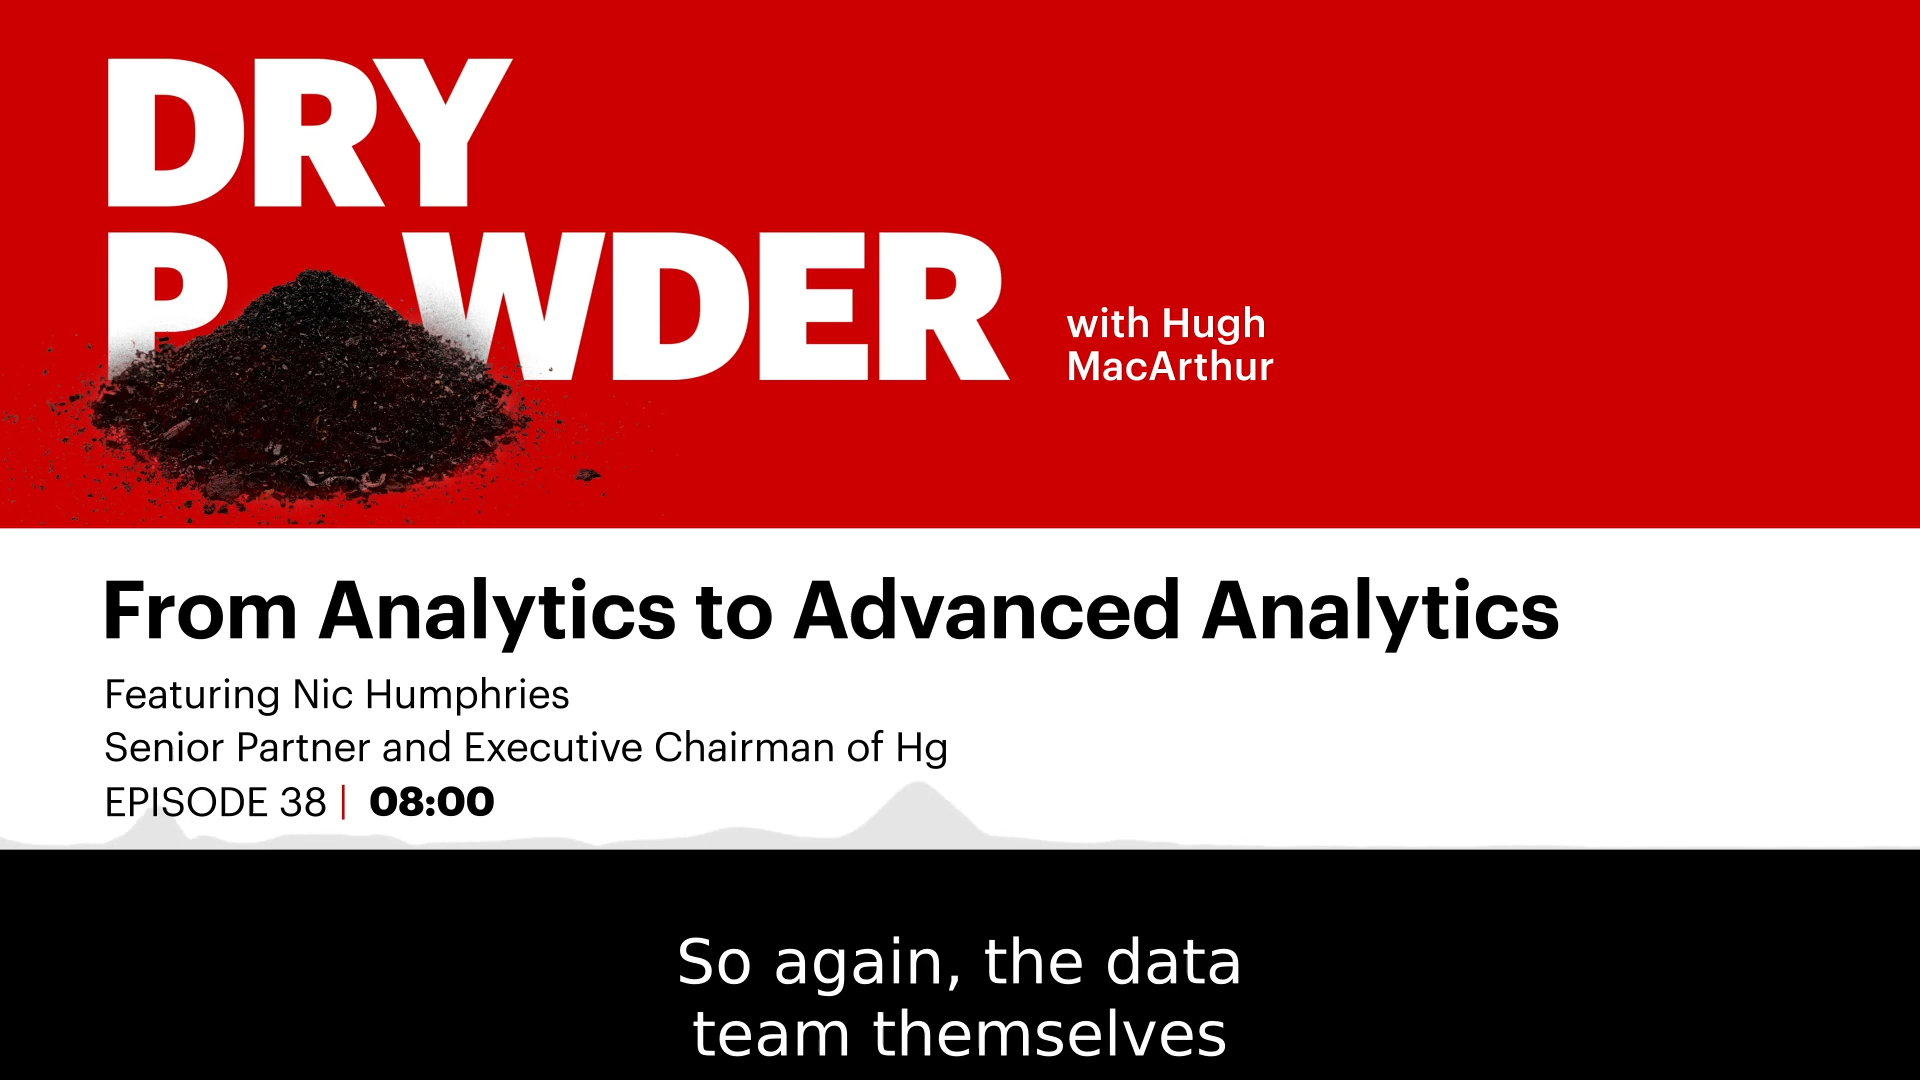 DRY
POWDER
with Hugh
MacArthur
From Analytics to Advanced Analytics
Featuring Nic Humphries
Senior Partner and Executive Chairman of Hg
EPISODE 38 | 08:00
So again, the data
team themselves